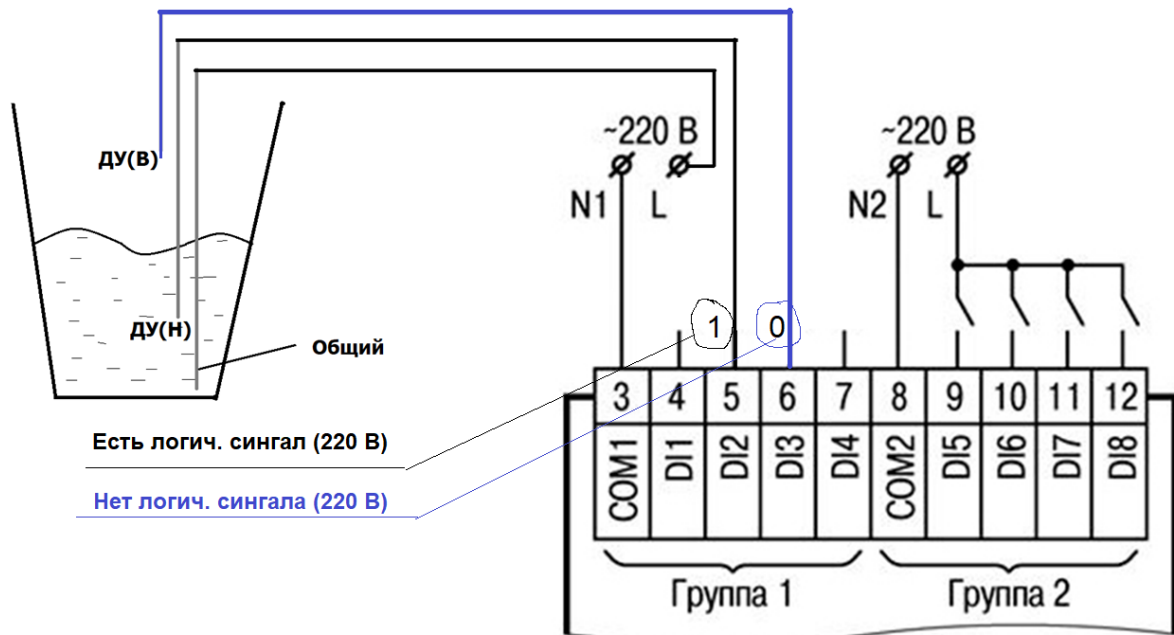 ДУ(В)
ДУ(Н)
Общий
Есть логич. сингал (220 В)
Нет логич. сингала (220 В)
~220 В
N1 L
~220 В
N2 L
1 0
3 4 5 6 7 8 9 10 11 12
COM1 DI1 DI2 DI3 DI4 COM2 DI5 DI6 DI7 DI8
Группа 1 Группа 2